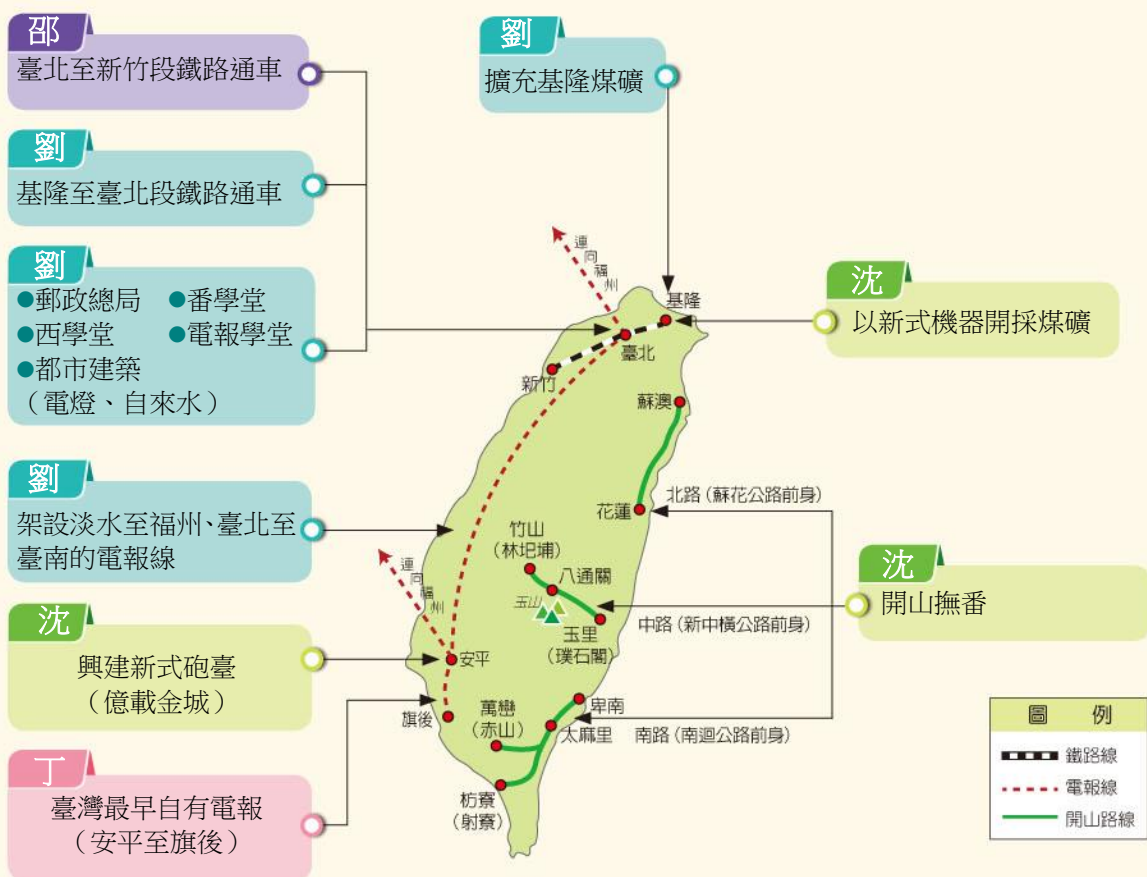 邵
臺北至新竹段鐵路通車
劉
基隆至臺北段鐵路通車
劉
●郵政總局 ●番學堂
●西學堂 ●電報學堂
●都市建築
（電燈、自來水）
劉
架設淡水至福州、臺北至
臺南的電報線
沈
興建新式砲臺
（億載金城）
丁
臺灣最早自有電報
（安平至旗後）
劉
擴充基隆煤礦
沈
以新式機器開採煤礦
沈
開山撫番
連向福州
基隆
臺北
新竹
蘇澳
北路（蘇花公路前身）
花蓮
竹山
（林圯埔）
八通關
玉山
中路（新中橫公路前身）
玉里
（璞石閣）
連向福州
安平
旗後
萬巒
（赤山）
卑南
太麻里
南路（南迴公路前身）
枋寮
（射寮）
圖 例
鐵路線
電報線
開山路線